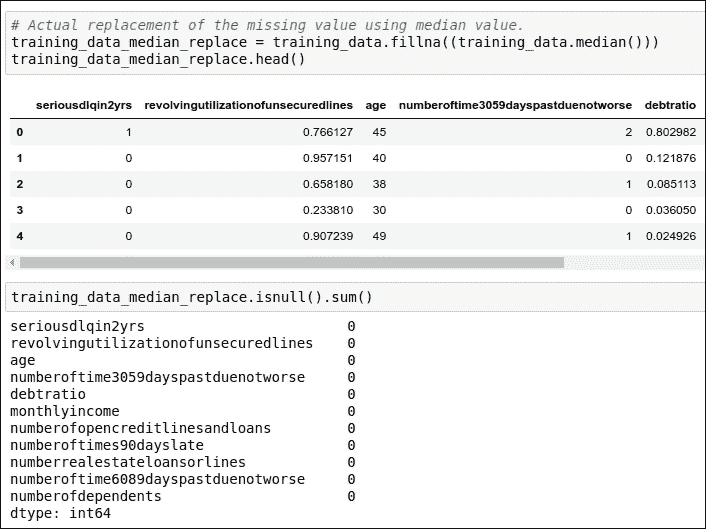 # Actual replacement of the missing value using median value.
training_data_median_replace = training_data.fillna((training_data.median()))
training_data_median_replace.head()
seriousdlqin2yrs revolvingutilizationofunsecuredlines age numberoftime3059dayspastduenotworse debtratio
0 1 0.766127 45 2 0.802982
1 0 0.957151 40 0 0.121876
2 0 0.658180 38 1 0.085113
3 0 0.233810 30 0 0.036050
4 0 0.907239 49 1 0.024926
training_data_median_replace.isnull().sum()
seriousdlqin2yrs 0
revolvingutilizationofunsecuredlines 0
age 0
numberoftime3059dayspastduenotworse 0
debtratio 0
monthlyincome 0
numberofopencreditlinesandloans 0
numberoftimes90dayslate 0
numberrealestateloansorlines 0
numberoftime6089dayspastduenotworse 0
numberofdependents 0
dtype: int64